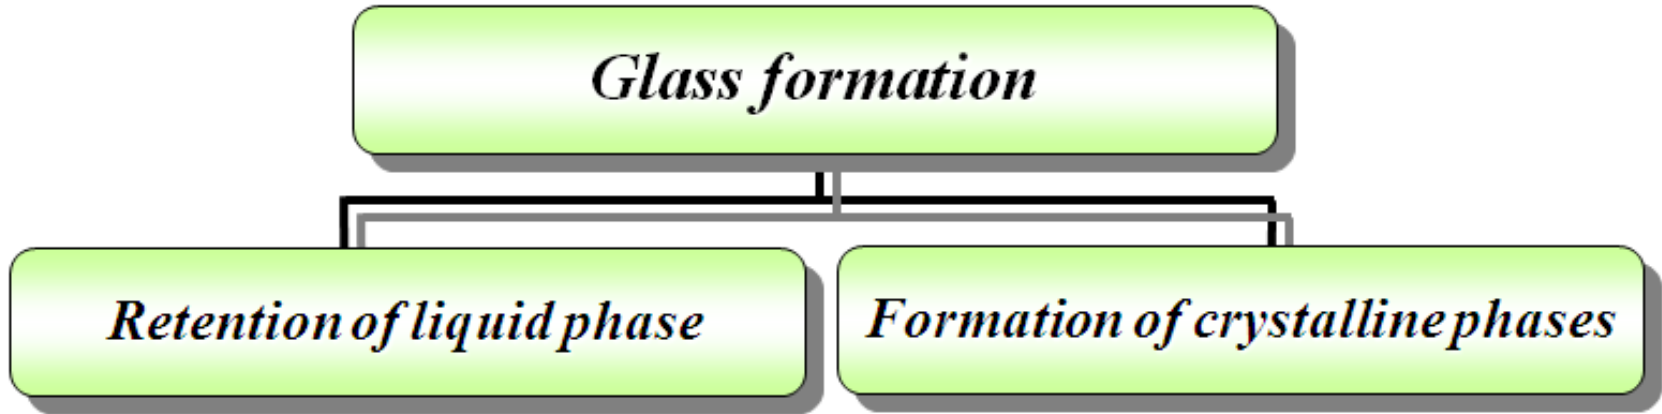 Glass formation
Retention of liquid phase
Formation of crystalline phases